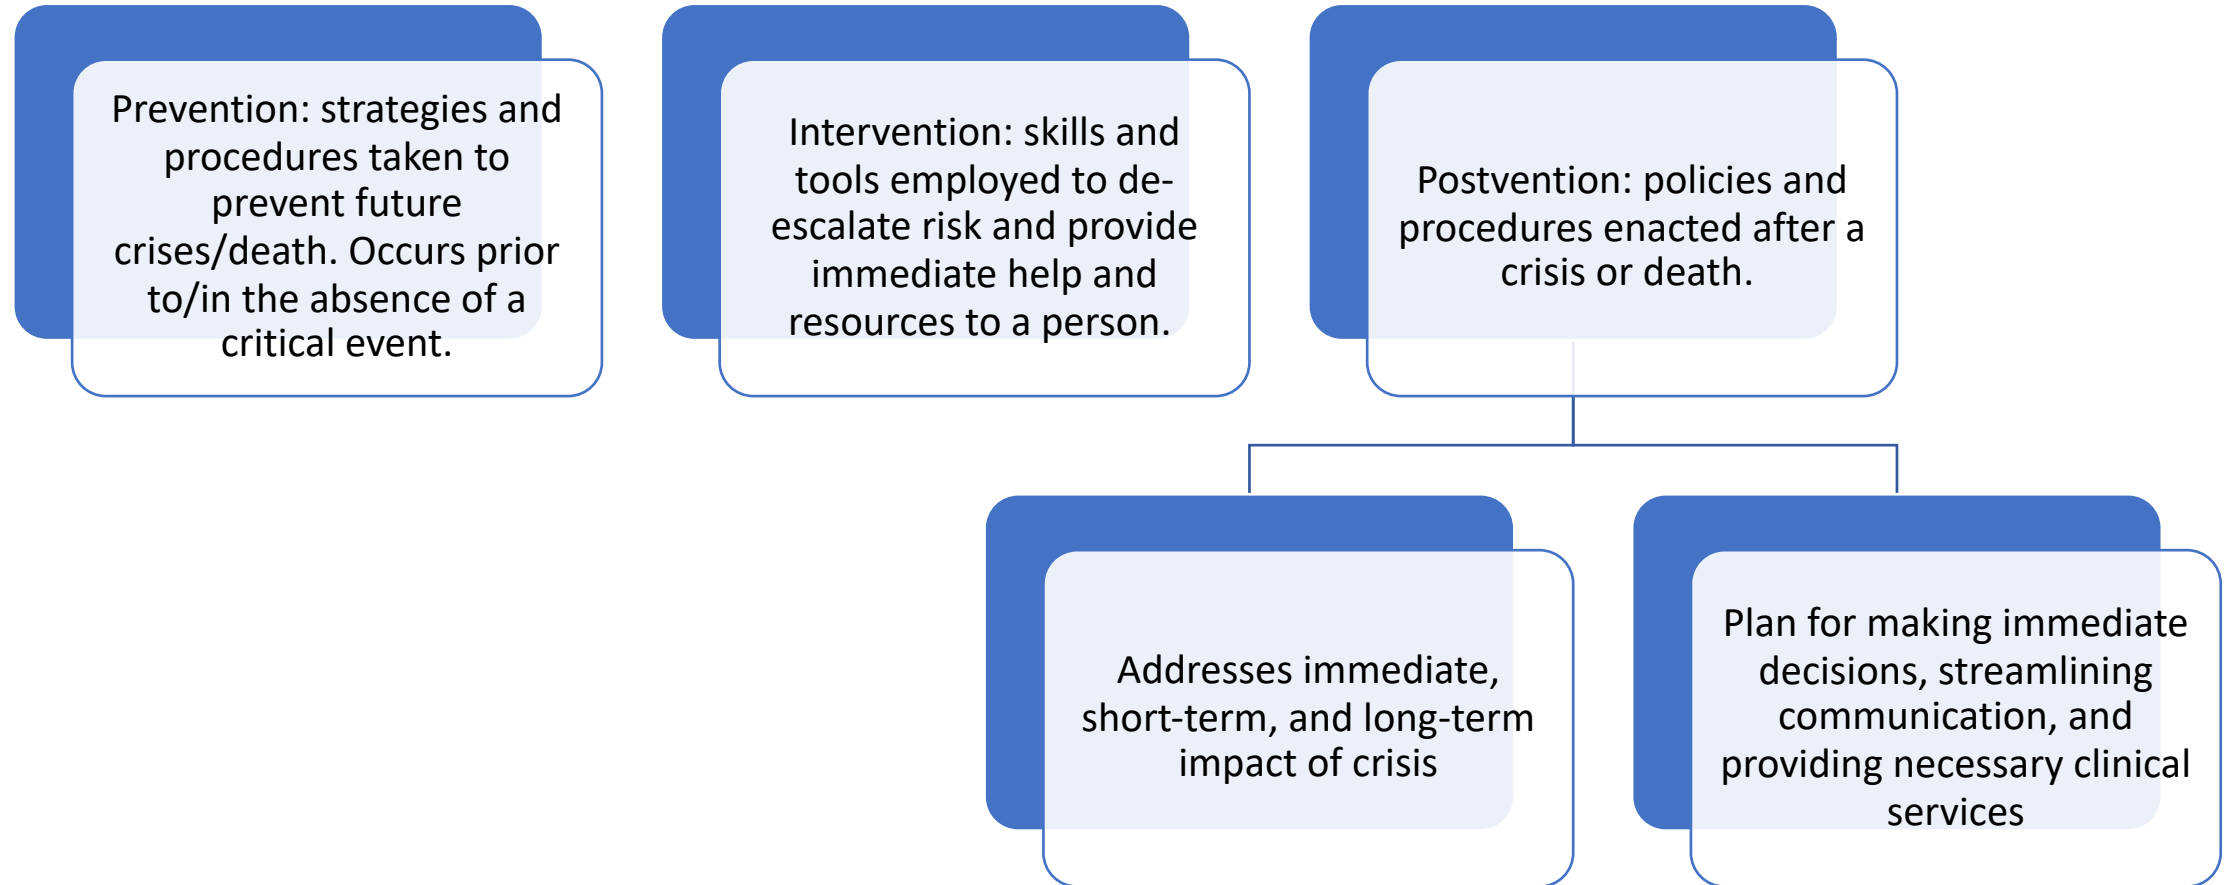 Prevention: strategies and
procedures taken to
prevent future
crises/death. Occurs prior
to/in the absence of a
critical event.
Intervention: skills and
tools employed to de-
escalate risk and provide
immediate help and
resources to a person.
Postvention: policies and
procedures enacted after a
crisis or death.
Addresses immediate,
short-term, and long-term
impact of crisis
Plan for making immediate
decisions, streamlining
communication, and
providing necessary clinical
services